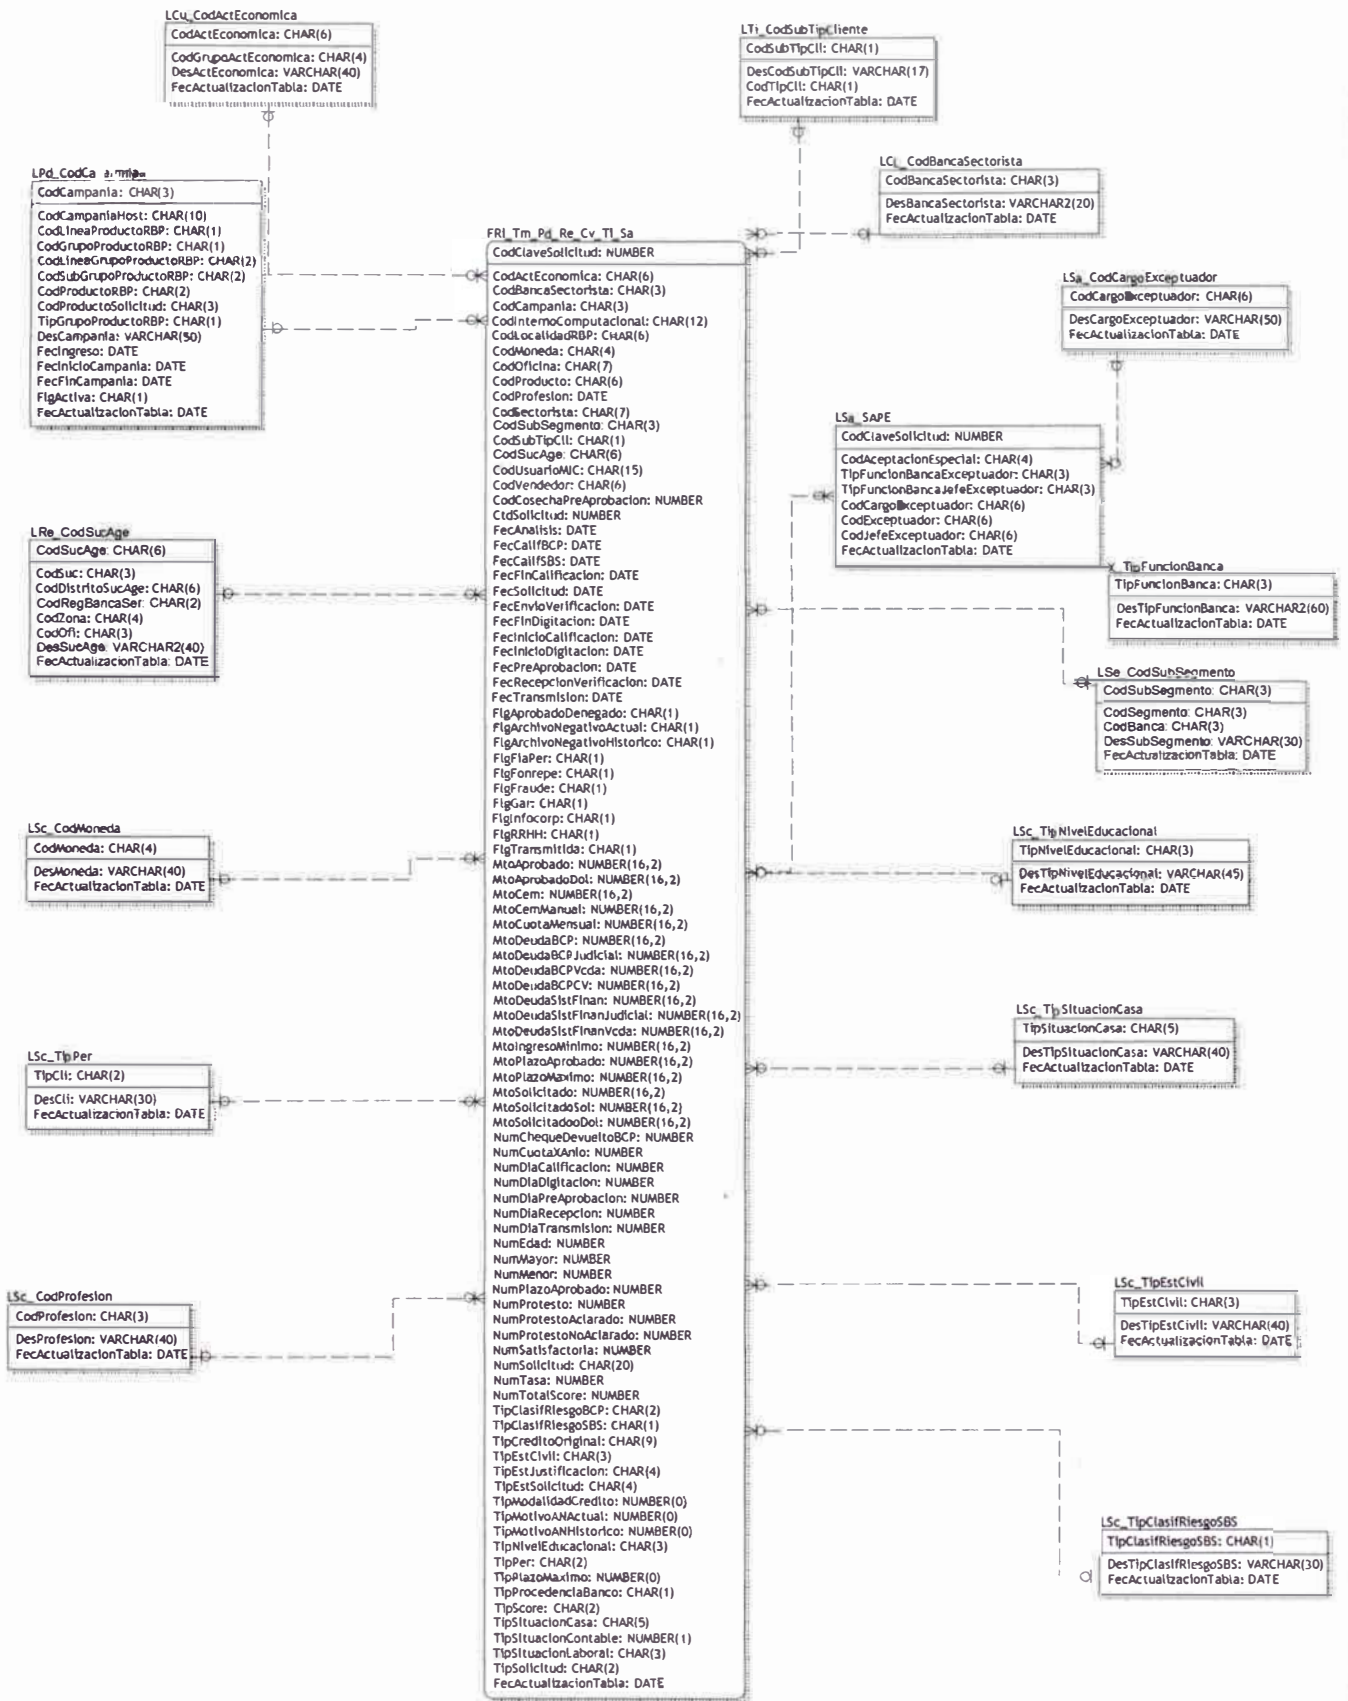 LCu_CodActEconomica
CodActEconomica: CHAR(6)
CodGrupoActEconomica: CHAR(4)
DesActEconomica: VARCHAR(40)
FecActualizacionTabla: DATE
LTi_CodSubTipCliente
CodSubTipCli: CHAR(1)
DesCodSubTipCli: VARCHAR(17)
CodTipCli: CHAR(1)
FecActualizacionTabla: DATE
CodBancaSectorista
CodBancaSectorista: CHAR(3)
DesBancaSectorista: VARCHAR2(20)
FecActualizacionTabla: DATE
CodCampania: CHAR(3)
CodCampaniaHost: CHAR(10)
CodLineaProductoRBP: CHAR(1)
CodGrupoProductoRBP: CHAR(1)
CodLineaGrupoProductoRBP: CHAR(2)
CodSubGrupoProductoRBP: CHAR(2)
CodProductoRBP: CHAR(2)
CodProductoSolicitud: CHAR(3)
TipGrupoProductoRBP: CHAR(1)
DesCampania: VARCHAR(50)
FecIngreso: DATE
FecInicioCampania: DATE
FecFinCampania: DATE
FlgActiva: CHAR(1)
FecActualizacionTabla: DATE
FRi_Tm_Pd_Re_Cv_Ti_Sa
CodClaveSolicitud: NUMBER
CodActEconomica: CHAR(6)
CodBancaSectorista: CHAR(3)
CodCampania: CHAR(3)
CodInternoComputacional: CHAR(12)
CodLocalidadRBP: CHAR(6)
CodMoneda: CHAR(4)
CodOficina: CHAR(7)
CodProducto: CHAR(6)
CodProfesion: DATE
CodSectorista: CHAR(7)
CodSubSegmento: CHAR(3)
CodSubTipCli: CHAR(1)
CodSucAge: CHAR(6)
CodUsuarioMIC: CHAR(15)
CodVendedor: CHAR(6)
CodCosechaPreAprobacion: NUMBER
CtdSolicitud: NUMBER
FecAnalisis: DATE
FecCalifBCP: DATE
FecCalifSBS: DATE
FecFinCalificacion: DATE
FecSolicitud: DATE
FecEnvioVerificacion: DATE
FecFinDigitacion: DATE
FecInicioCalificacion: DATE
FecInicioDigitacion: DATE
FecPreAprobacion: DATE
FecRecepcionVerificacion: DATE
FecTransmision: DATE
FlgAprobadoDenegado: CHAR(1)
FlgArchivoNegativoActual: CHAR(1)
FlgArchivoNegativoHistorico: CHAR(1)
FlgFiaPer: CHAR(1)
FlgFonrepe: CHAR(1)
FlgFraude: CHAR(1)
FlgGar: CHAR(1)
FlgInfocorp: CHAR(1)
FlgRRHH: CHAR(1)
FlgTransmitida: CHAR(1)
MtoAprobado: NUMBER(16,2)
MtoAprobadoDol: NUMBER(16,2)
MtoCem: NUMBER(16,2)
MtoCemManual: NUMBER(16,2)
MtoCuotaMensual: NUMBER(16,2)
MtoDeudaBCP: NUMBER(16,2)
MtoDeudaBCPJudicial: NUMBER(16,2)
MtoDeudaBCPVcda: NUMBER(16,2)
MtoDeudaBCPCV: NUMBER(16,2)
MtoDeudaSistFinan: NUMBER(16,2)
MtoDeudaSistFinanJudicial: NUMBER(16,2)
MtoDeudaSistFinanVcda: NUMBER(16,2)
MtoIngresoMinimo: NUMBER(16,2)
MtoPlazoAprobado: NUMBER(16,2)
MtoPlazoMaximo: NUMBER(16,2)
MtoSolicitado: NUMBER(16,2)
MtoSolicitadoSol: NUMBER(16,2)
MtoSolicitadooDol: NUMBER(16,2)
NumChequeDevueltoBCP: NUMBER
NumCuotaXAnio: NUMBER
NumDiaCalificacion: NUMBER
NumDiaDigitacion: NUMBER
NumDiaPreAprobacion: NUMBER
NumDiaRecepcion: NUMBER
NumDiaTransmision: NUMBER
NumEdad: NUMBER
NumMayor: NUMBER
NumMenor: NUMBER
NumPlazoAprobado: NUMBER
NumProtesto: NUMBER
NumProtestoAclarado: NUMBER
NumProtestoNoAclarado: NUMBER
NumSatisfactoria: NUMBER
NumSolicitud: CHAR(20)
NumTasa: NUMBER
NumTotalScore: NUMBER
TipClasifRiesgoBCP: CHAR(2)
TipClasifRiesgoSBS: CHAR(1)
TipCreditoOriginal: CHAR(9)
TipEstCivil: CHAR(3)
TipEstJustificacion: CHAR(4)
TipEstSolicitud: CHAR(4)
TipModalidadCredito: NUMBER(0)
TipMotivoANActual: NUMBER(0)
TipMotivoANHistorico: NUMBER(0)
TipNivelEducacional: CHAR(3)
TipPer: CHAR(2)
TipPlazoMaximo: NUMBER(0)
TipProcedenciaBanco: CHAR(1)
TipScore: CHAR(2)
TipSituacionCasa: CHAR(5)
TipSituacionContable: NUMBER(1)
TipSituacionLaboral: CHAR(3)
TipSolicitud: CHAR(2)
FecActualizacionTabla: DATE
LSa_CodCargoExceptuador
CodCargoExceptuador: CHAR(6)
DesCargoExceptuador: VARCHAR(50)
FecActualizacionTabla: DATE
LSa_SAPE
CodClaveSolicitud: NUMBER
CodAceptacionEspecial: CHAR(4)
TipFuncionBancaExceptuador: CHAR(3)
TipFuncionBancaJefeExceptuador: CHAR(3)
CodCargoExceptuador: CHAR(6)
CodExceptuador: CHAR(6)
CodJefeExceptuador: CHAR(6)
FecActualizacionTabla: DATE
X_TipFuncionBanca
TipFuncionBanca: CHAR(3)
DesTipFuncionBanca: VARCHAR2(60)
FecActualizacionTabla: DATE
LRe_CodSucAge
CodSucAge: CHAR(6)
CodSuc: CHAR(3)
CodDistritoSucAge: CHAR(6)
CodRegBancaSer: CHAR(2)
CodZona: CHAR(4)
CodOfi: CHAR(3)
DesSucAge: VARCHAR2(40)
FecActualizacionTabla: DATE
LSe_CodSubSegmento
CodSubSegmento: CHAR(3)
CodSegmento: CHAR(3)
CodBanca: CHAR(3)
DesSubSegmento: VARCHAR(30)
FecActualizacionTabla: DATE
LSc_CodMoneda
CodMoneda: CHAR(4)
DesMoneda: VARCHAR(40)
FecActualizacionTabla: DATE
LSc_TipNivelEducacional
TipNivelEducacional: CHAR(3)
DesTipNivelEducacional: VARCHAR(45)
FecActualizacionTabla: DATE
LSc_TipSituacionCasa
TipSituacionCasa: CHAR(5)
DesTipSituacionCasa: VARCHAR(40)
FecActualizacionTabla: DATE
LSc_TipPer
TipCli: CHAR(2)
DesCli: VARCHAR(30)
FecActualizacionTabla: DATE
LSc_CodProfesion
CodProfesion: CHAR(3)
DesProfesion: VARCHAR(40)
FecActualizacionTabla: DATE
LSc_TipEstCivil
TipEstCivil: CHAR(3)
DesTipEstCivil: VARCHAR(40)
FecActualizacionTabla: DATE
LSc_TipClasifRiesgoSBS
TipClasifRiesgoSBS: CHAR(1)
DesTipClasifRiesgoSBS: VARCHAR(30)
FecActualizacionTabla: DATE